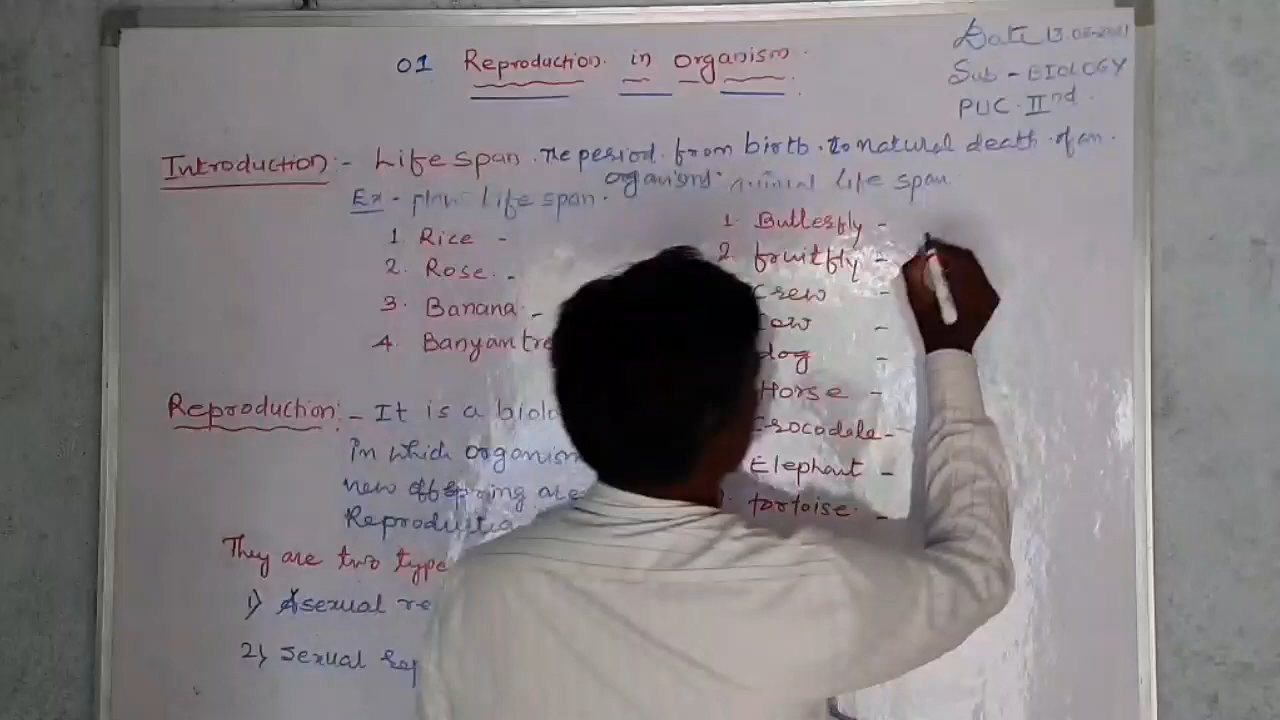 01 Reproduction in Organism.
Date 13.05-2021
Sub - BIOLOGY
PUC. IInd.
Introduction:- Life span. The period. from birth. to natural death. of an.
organism. animal life span
Ex - plant life span.
1. Butterfly -
2. fruitfly -
Crew -
Cow -
dog -
Horse -
Crocodele -
Elephant -
tortoise. -
1. Rice -
2. Rose. -
3. Banana. -
4. Banyan tre
Reproduction:- It is a biolo
in which organism
new offspring are
Reproductio
They are two type
1) Asexual re
2) Sexual Rep